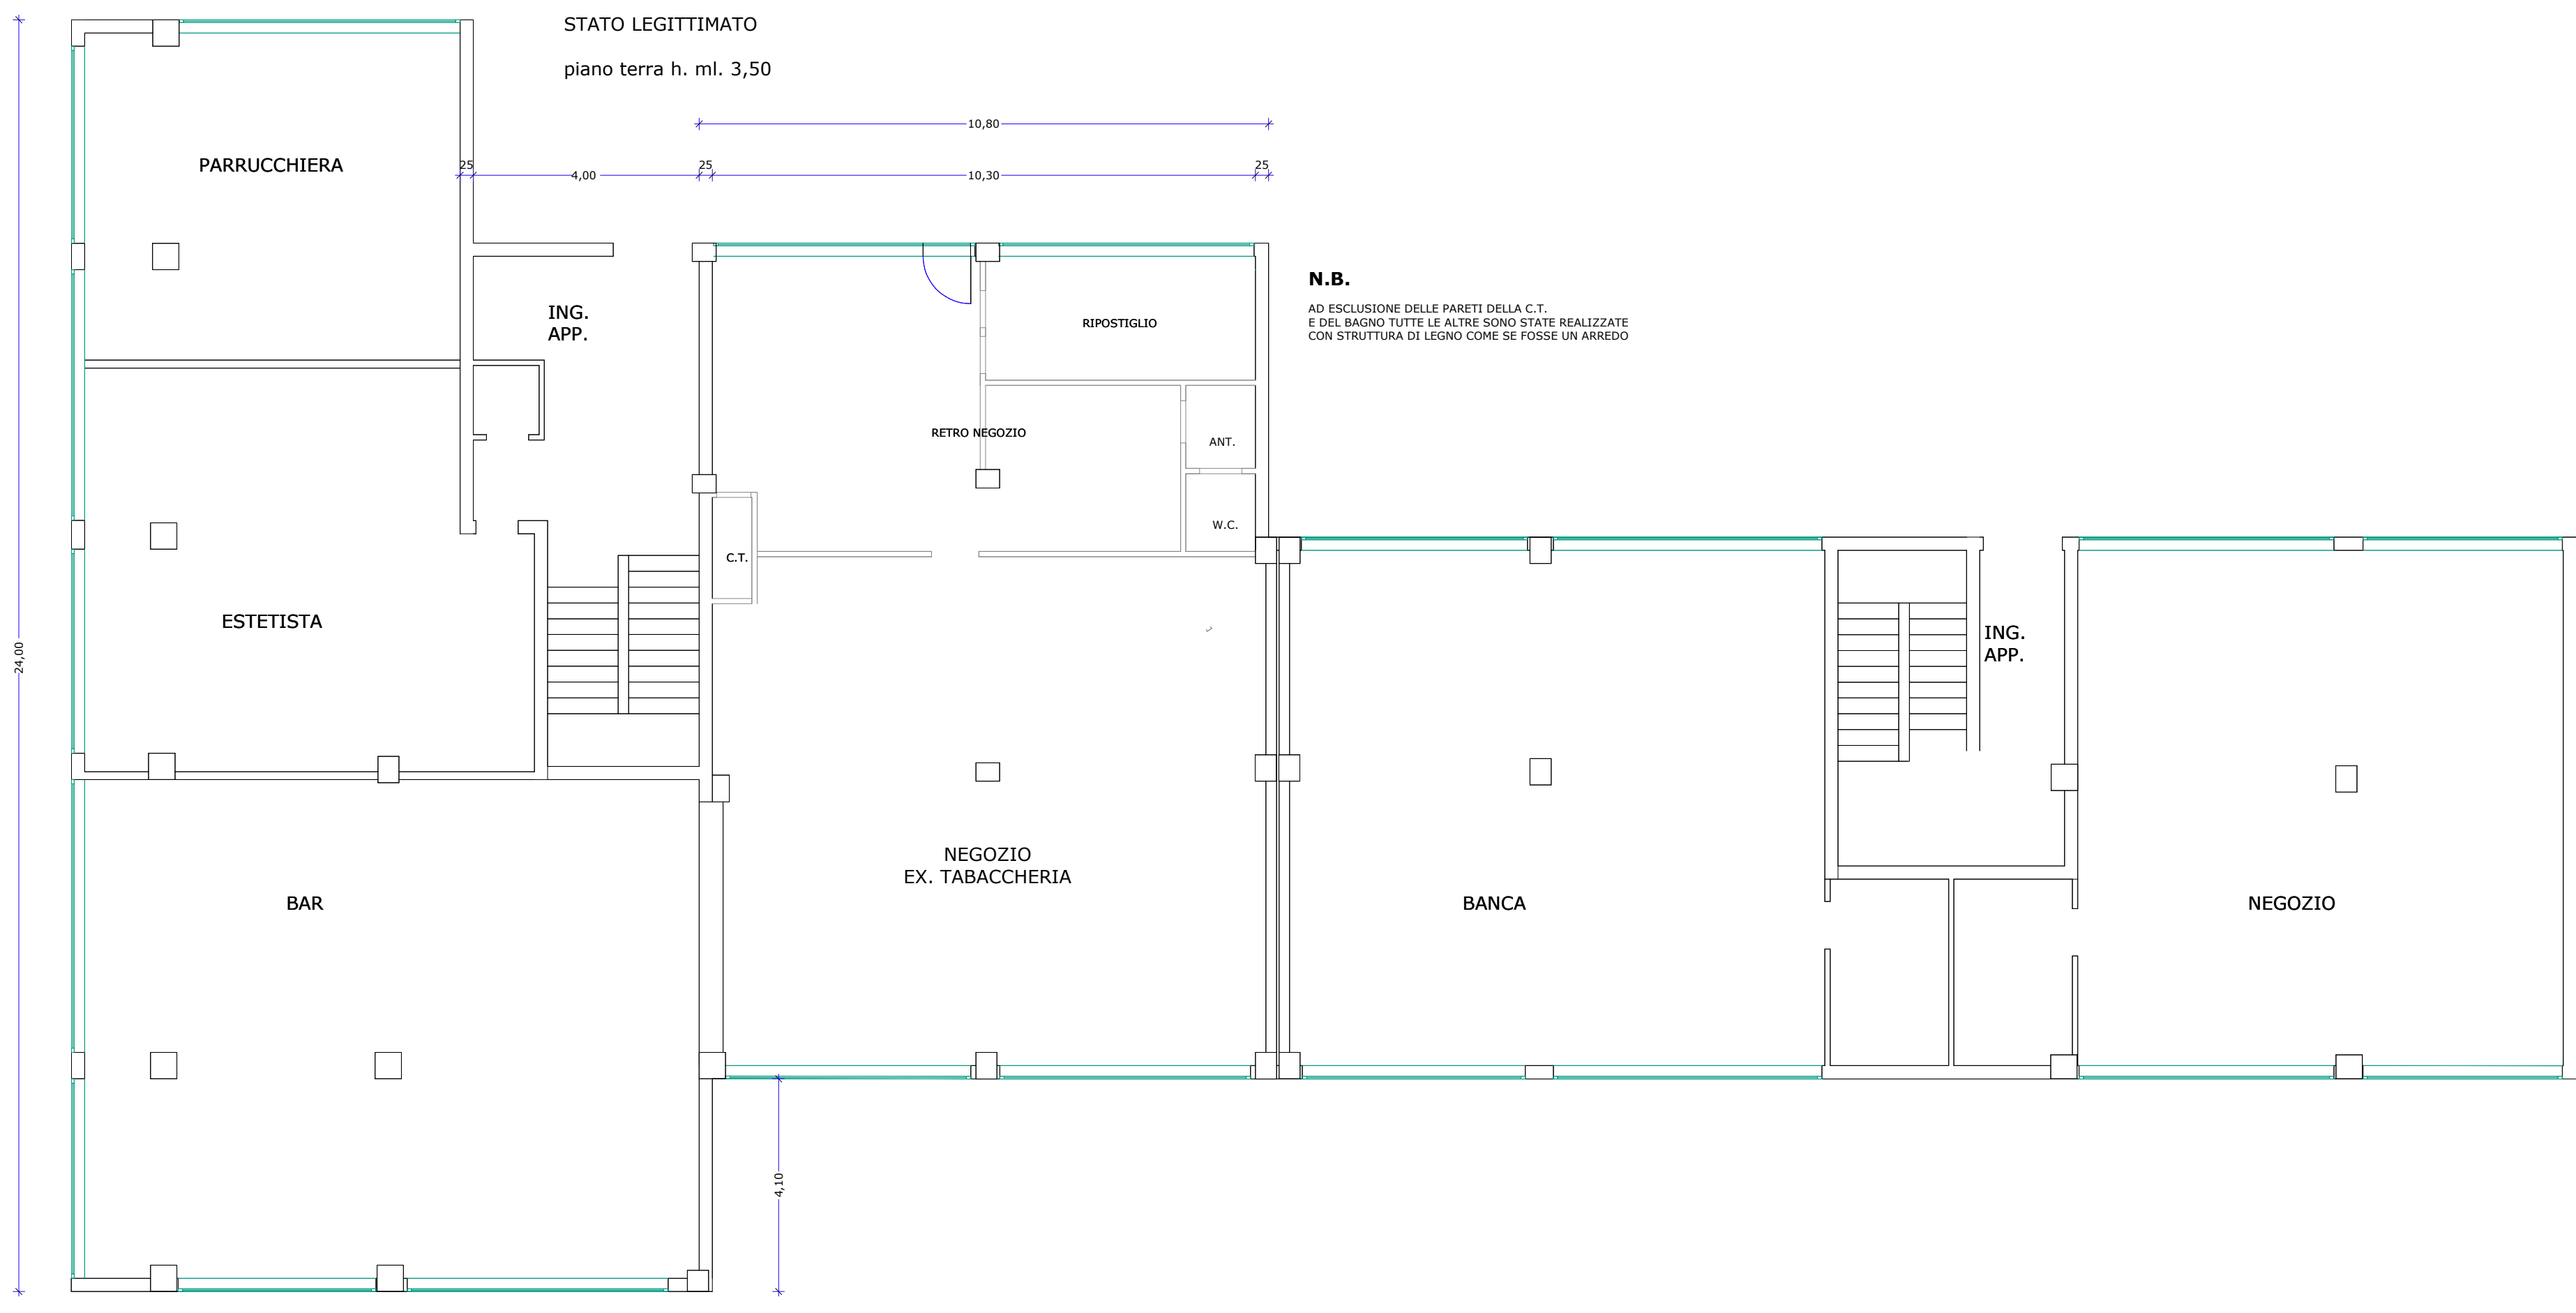 STATO LEGITTIMATO
piano terra h. ml. 3,50
10,80
25
4,00
25
10,30
25
PARRUCCHIERA
N.B.
AD ESCLUSIONE DELLE PARETI DELLA C.T.
E DEL BAGNO TUTTE LE ALTRE SONO STATE REALIZZATE
CON STRUTTURA DI LEGNO COME SE FOSSE UN ARREDO
ING.
APP.
RIPOSTIGLIO
RETRO NEGOZIO
ANT.
W.C.
C.T.
ESTETISTA
ING.
APP.
24,00
NEGOZIO
EX. TABACCHERIA
BAR
BANCA
NEGOZIO
4,10